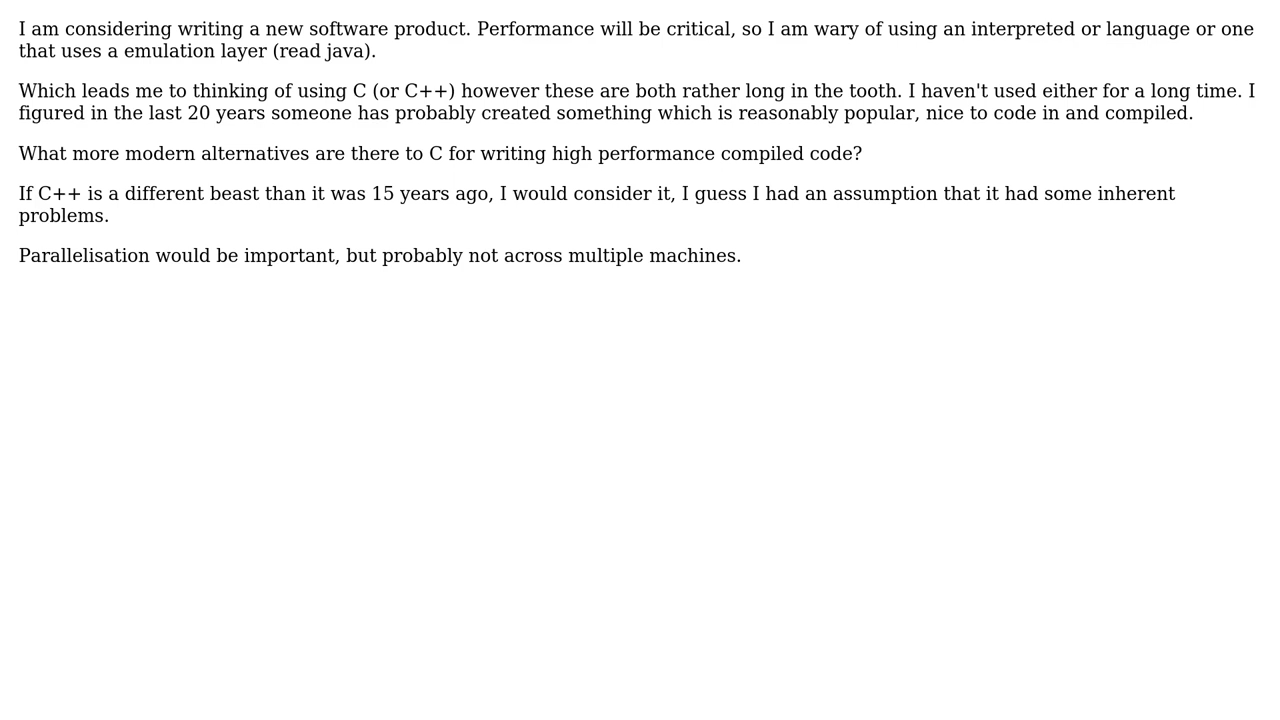 I am considering writing a new software product. Performance will be critical, so I am wary of using an interpreted or language or one
that uses a emulation layer (read java).
Which leads me to thinking of using C (or C++) however these are both rather long in the tooth. I haven't used either for a long time. I
figured in the last 20 years someone has probably created something which is reasonably popular, nice to code in and compiled.
What more modern alternatives are there to C for writing high performance compiled code?
If C++ is a different beast than it was 15 years ago, I would consider it, I guess I had an assumption that it had some inherent
problems.
Parallelisation would be important, but probably not across multiple machines.